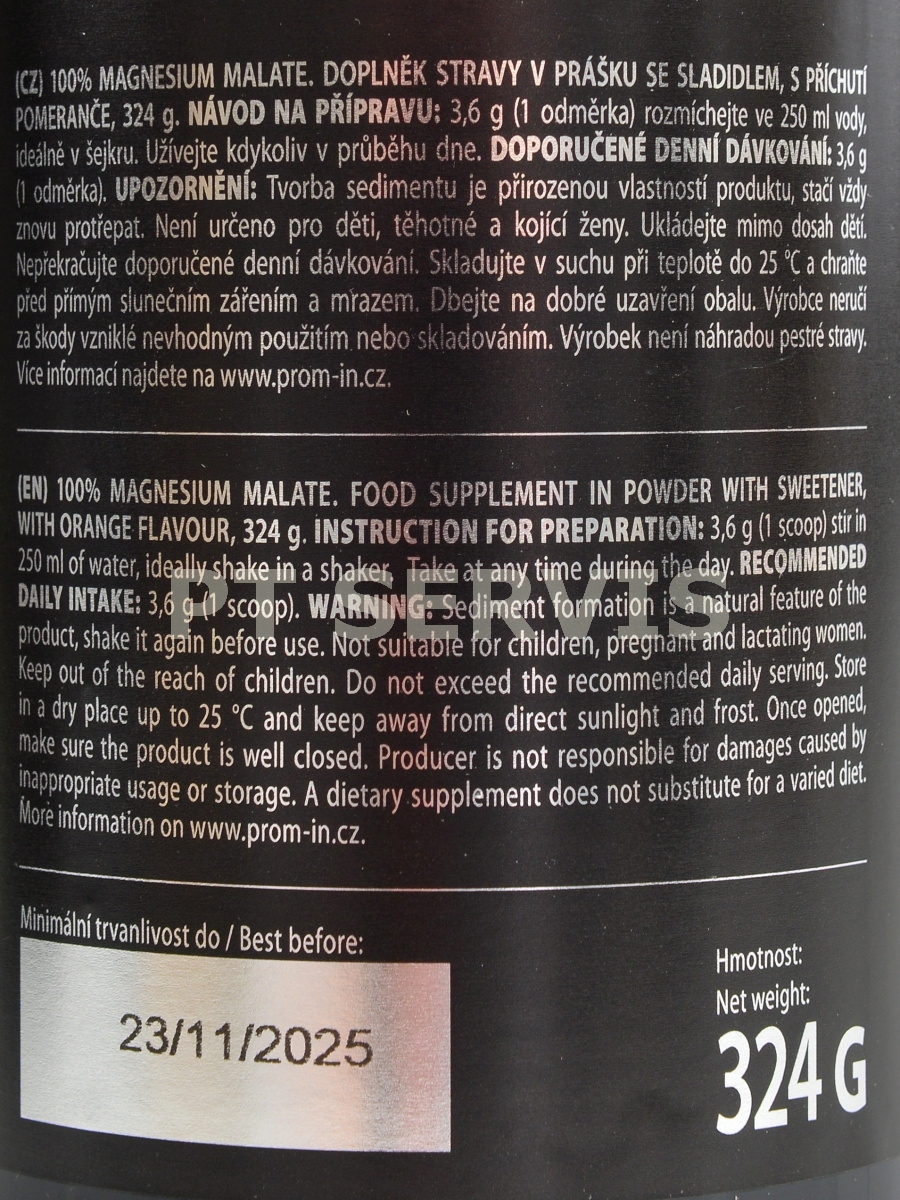 (CZ) 100% MAGNESIUM MALATE. DOPLNĚK STRAVY V PRÁŠKU SE SLADIDLEM, S PŘÍCHUTÍ
POMERANČE, 324 g. NÁVOD NA PŘÍPRAVU: 3,6 g (1 odměrka) rozmíchejte ve 250 ml vody,
ideálně v šejkru. Užívejte kdykoliv v průběhu dne. DOPORUČENÉ DENNÍ DÁVKOVÁNÍ: 3,6 g
(1 odměrka). UPOZORNĚNÍ: Tvorba sedimentu je přirozenou vlastností produktu, stačí vždy
znovu protřepat. Není určeno pro děti, těhotné a kojící ženy. Ukládejte mimo dosah dětí.
Nepřekračujte doporučené denní dávkování. Skladujte v suchu při teplotě do 25 °C a chraňte
před přímým slunečním zářením a mrazem. Dbejte na dobré uzavření obalu. Výrobce neručí
za škody vzniklé nevhodným použitím nebo skladováním. Výrobek není náhradou pestré stravy.
Více informací najdete na www.prom-in.cz.
(EN) 100% MAGNESIUM MALATE. FOOD SUPPLEMENT IN POWDER WITH SWEETENER,
WITH ORANGE FLAVOUR, 324 g. INSTRUCTION FOR PREPARATION: 3,6 g (1 scoop) stir in
250 ml of water, ideally shake in a shaker. Take at any time during the day. RECOMMENDED
DAILY INTAKE: 3,6 g (1 scoop). WARNING: Sediment formation is a natural feature of the
PT SERVIS
product, shake it again before use. Not suitable for children, pregnant and lactating women.
Keep out of the reach of children. Do not exceed the recommended daily serving. Store
in a dry place up to 25 °C and keep away from direct sunlight and frost. Once opened,
make sure the product is well closed. Producer is not responsible for damages caused by
inappropriate usage or storage. A dietary supplement does not substitute for a varied diet.
More information on www.prom-in.cz.
Minimální trvanlivost do / Best before:
23/11/2025
Hmotnost:
Net weight:
324 G